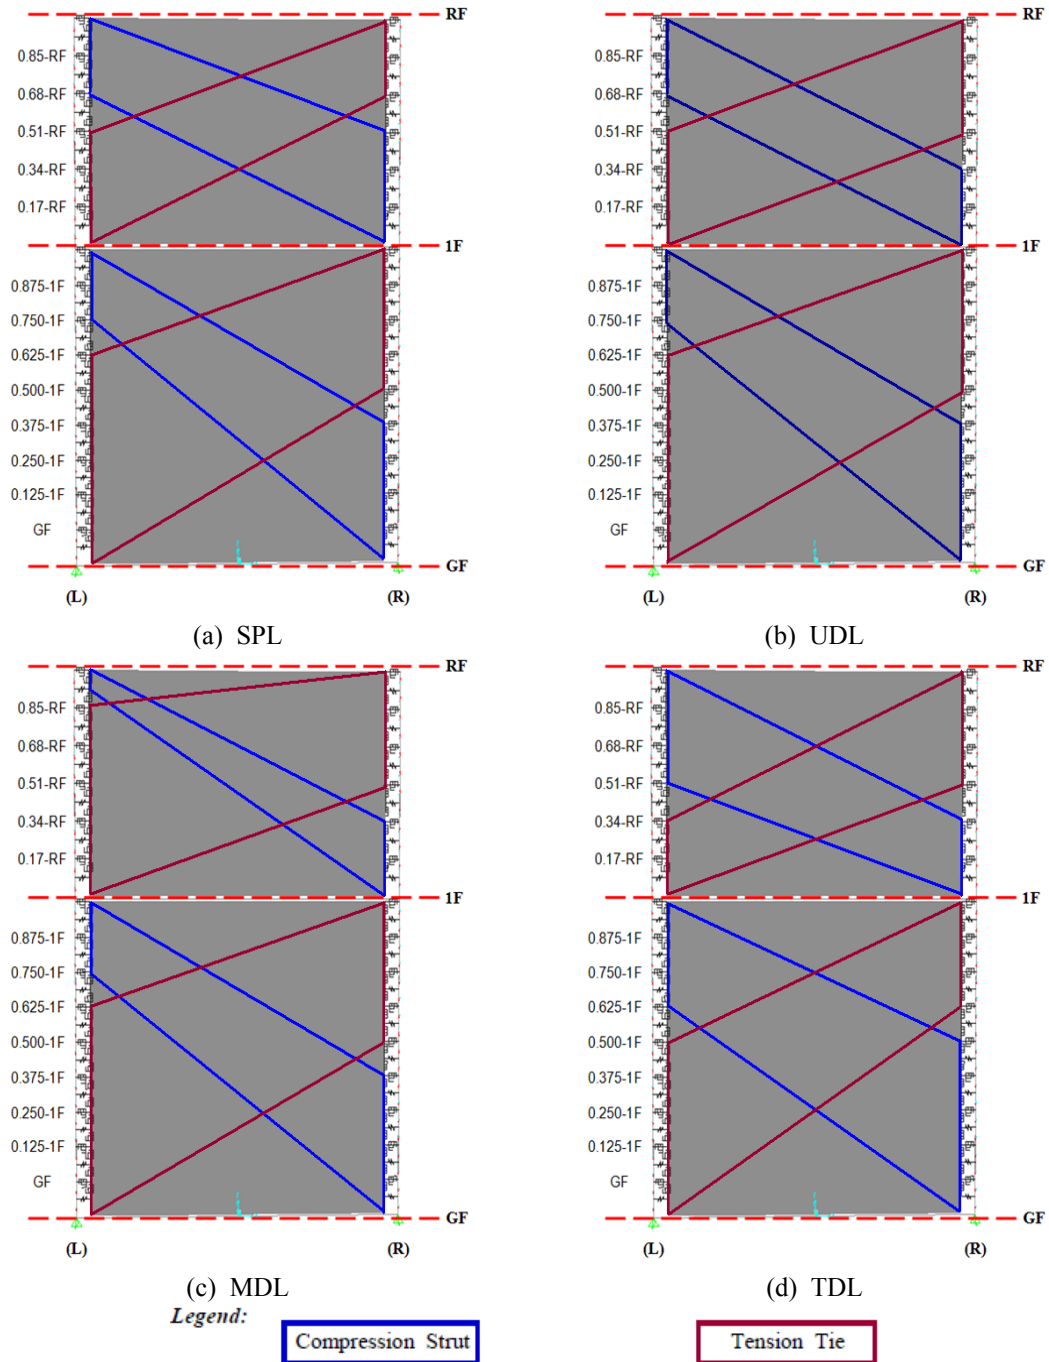 RF
RF
0.85-RF
0.85-RF
0.68-RF
0.68-RF
0.51-RF
0.51-RF
0.34-RF
0.34-RF
0.17-RF
0.17-RF
1F
1F
0.875-1F
0.875-1F
0.750-1F
0.750-1F
0.625-1F
0.625-1F
0.500-1F
0.500-1F
0.375-1F
0.375-1F
0.250-1F
0.250-1F
0.125-1F
0.125-1F
GF
GF
GF
GF
(L) (R)
(L) (R)
(a) SPL
(b) UDL
RF
RF
0.85-RF
0.85-RF
0.68-RF
0.68-RF
0.51-RF
0.51-RF
0.34-RF
0.34-RF
0.17-RF
0.17-RF
1F
1F
0.875-1F
0.875-1F
0.750-1F
0.750-1F
0.625-1F
0.625-1F
0.500-1F
0.500-1F
0.375-1F
0.375-1F
0.250-1F
0.250-1F
0.125-1F
0.125-1F
GF
GF
GF
GF
(L) (R)
(L) (R)
(c) MDL
(d) TDL
Legend:
Compression Strut
Tension Tie